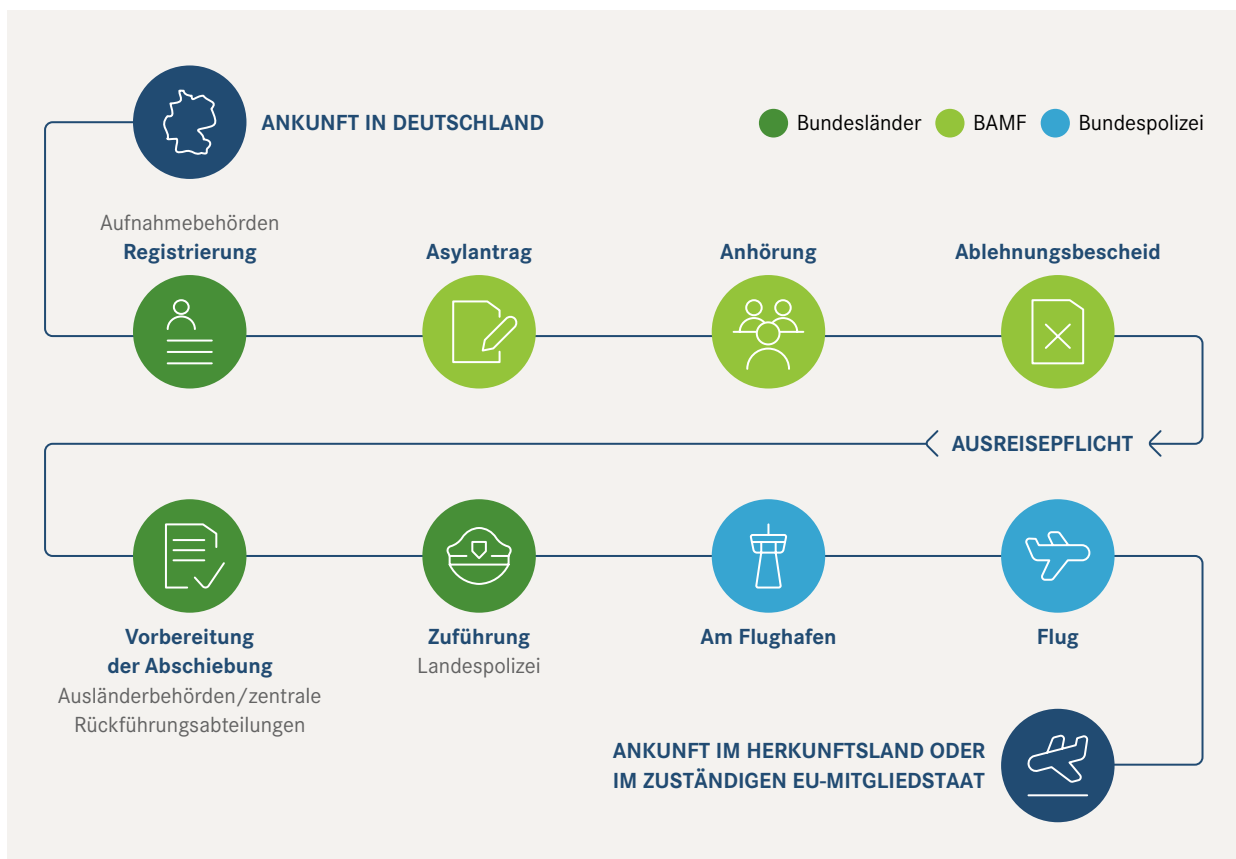 ANKUNFT IN DEUTSCHLAND
Bundesländer
BAMF
Bundespolizei
Aufnahmebehörden
Registrierung
Asylantrag
Anhörung
Ablehnungsbescheid
AUSREISEPFLICHT
Vorbereitung
der Abschiebung
Ausländerbehörden/zentrale
Rückführungsabteilungen
Zuführung
Landespolizei
Am Flughafen
Flug
ANKUNFT IM HERKUNFTSLAND ODER
IM ZUSTÄNDIGEN EU-MITGLIEDSTAAT